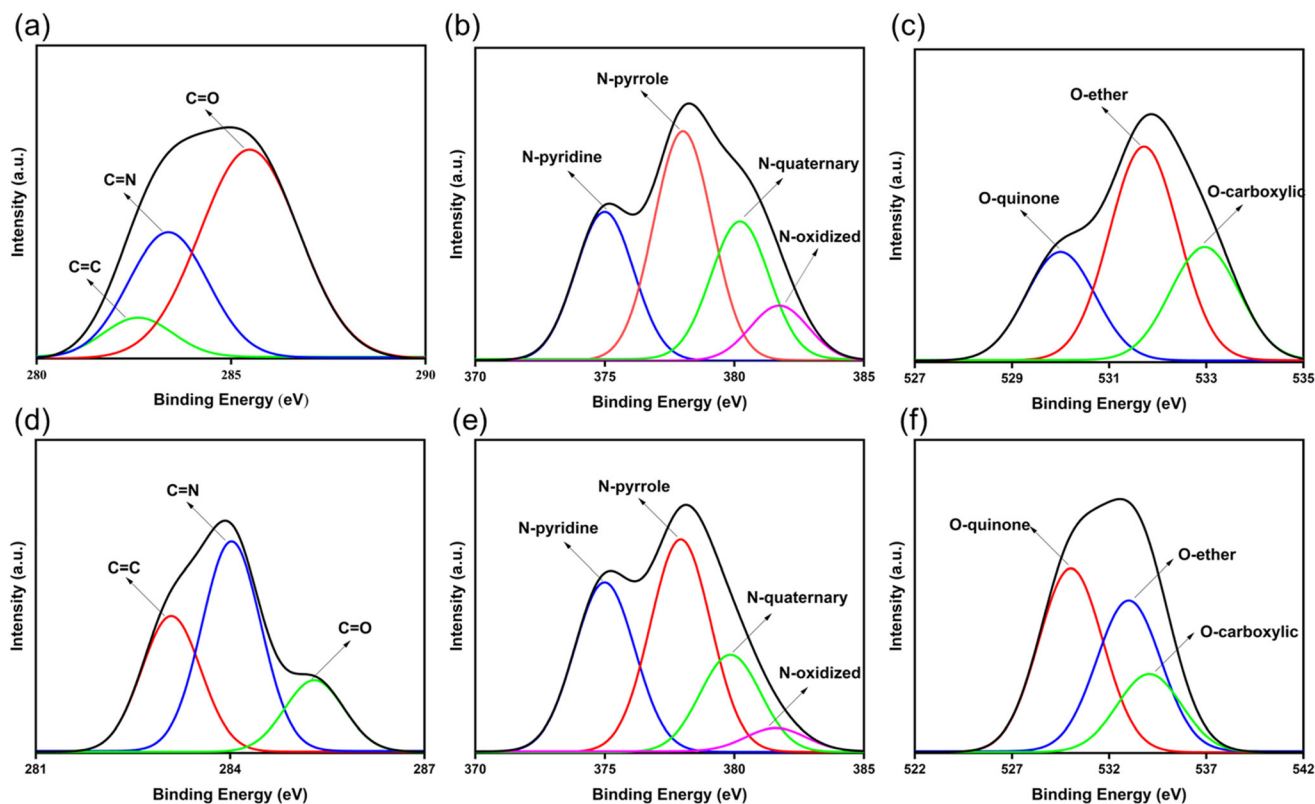 (a)
C=O
C=N
C=C
Intensity (a.u.)
280
285
290
Binding Energy (eV)
(b)
N-pyrrole
N-pyridine
N-quaternary
N-oxidized
Intensity (a.u.)
370
375
380
385
Binding Energy (eV)
(c)
O-ether
O-quinone
O-carboxylic
Intensity (a.u.)
527
529
531
533
535
Binding Energy (eV)
(d)
C=N
C=C
C=O
Intensity (a.u.)
281
284
287
Binding Energy (eV)
(e)
N-pyrrole
N-pyridine
N-quaternary
N-oxidized
Intensity (a.u.)
370
375
380
385
Binding Energy (eV)
(f)
O-quinone
O-ether
O-carboxylic
Intensity (a.u.)
522
527
532
537
542
Binding Energy (eV)